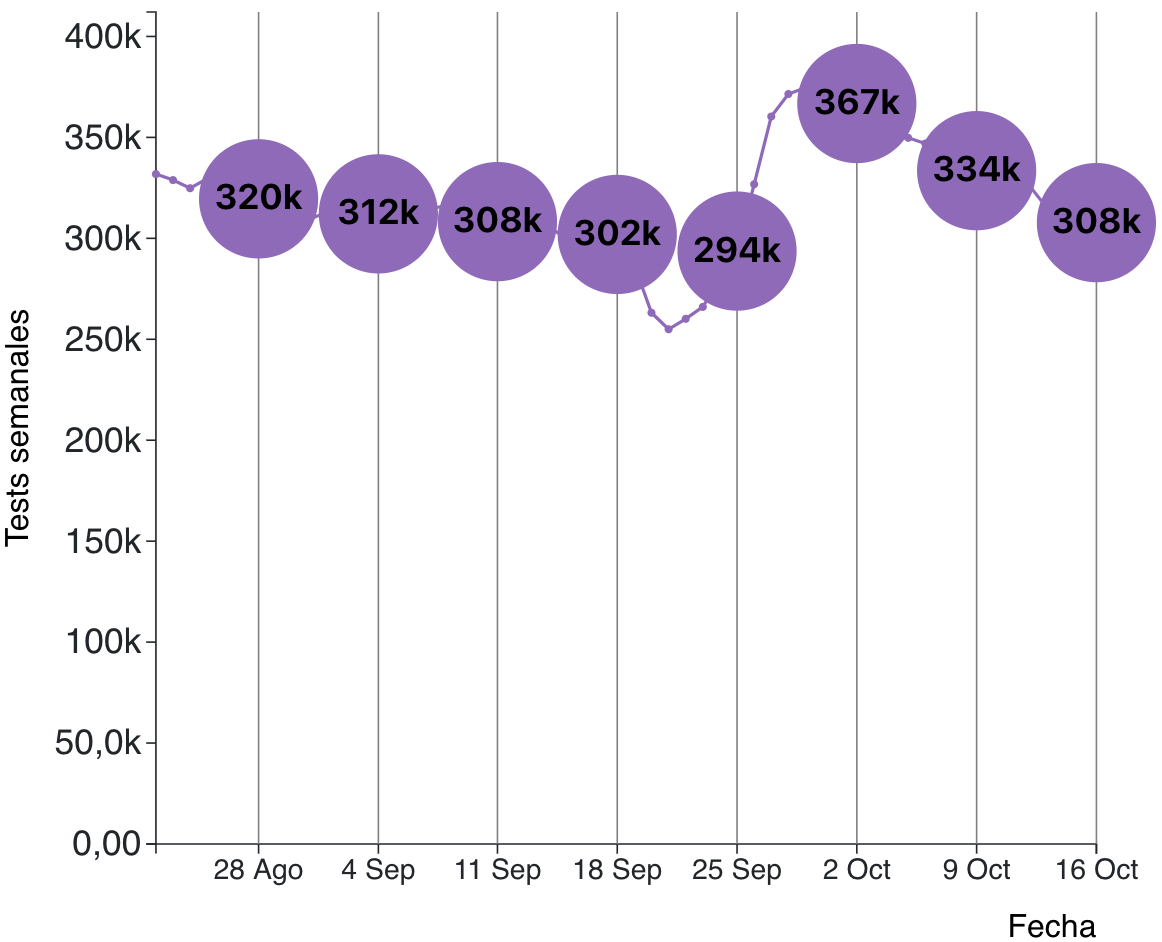 400k
350k
300k
250k
200k
150k
100k
50,0k
0,00
Tests semanales
320k
312k
308k
302k
294k
367k
334k
308k
28 Ago
4 Sep
11 Sep
18 Sep
25 Sep
2 Oct
9 Oct
16 Oct
Fecha